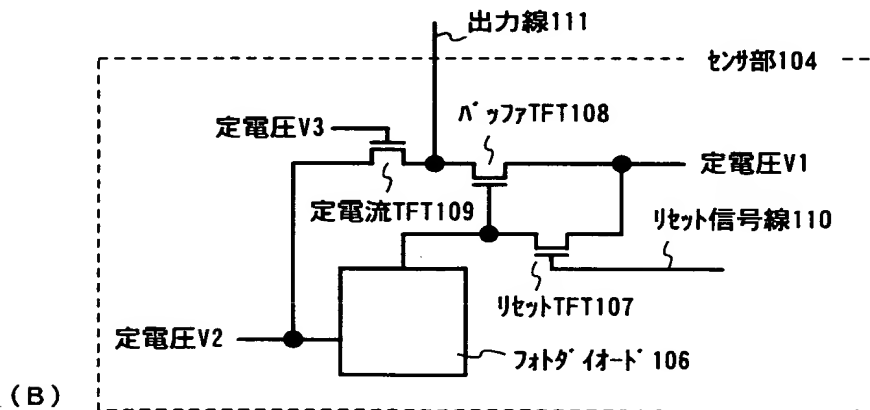 出力線111
センサ部104
定電圧V3
バッファTFT108
定電圧V1
定電流TFT109
リセット信号線110
リセットTFT107
定電圧V2
フォトダイオード106
(B)